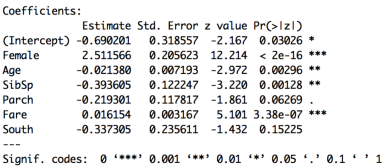 Coefficients:
Estimate Std. Error z value Pr(>|z|)
(Intercept) -0.690201 0.318557 -2.167 0.03026 *
Female 2.511566 0.205623 12.214 < 2e-16 ***
Age -0.021380 0.007193 -2.972 0.00296 **
SibSp -0.393605 0.122247 -3.220 0.00128 **
Parch -0.219301 0.117817 -1.861 0.06269 .
Fare 0.016154 0.003167 5.101 3.38e-07 ***
South -0.337305 0.235611 -1.432 0.15225
---
Signif. codes: 0 ‘***’ 0.001 ‘**’ 0.01 ‘*’ 0.05 ‘.’ 0.1 ‘ ’ 1